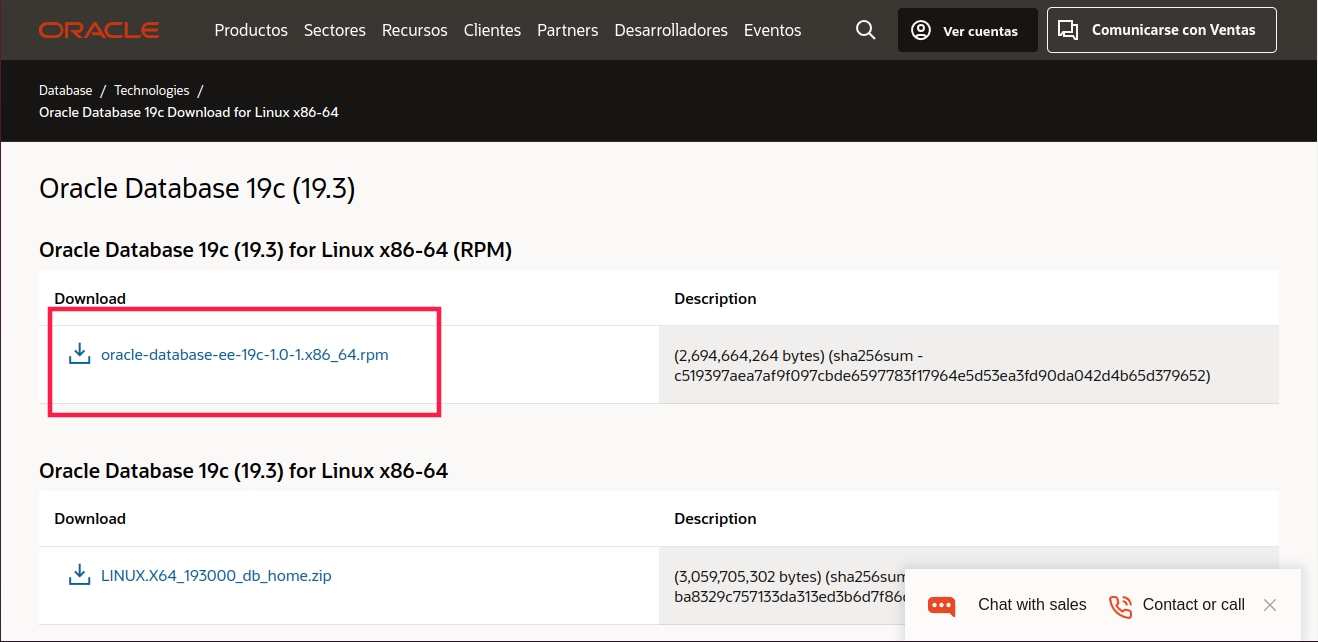 ORACLE
Productos Sectores Recursos Clientes Partners Desarrolladores Eventos
Ver cuentas
Comunicarse con Ventas
Database / Technologies /
Oracle Database 19c Download for Linux x86-64
Oracle Database 19c (19.3)
Oracle Database 19c (19.3) for Linux x86-64 (RPM)
Download Description
oracle-database-ee-19c-1.0-1.x86_64.rpm
(2,694,664,264 bytes) (sha256sum -
c519397aea7af9f097cbde6597783f17964e5d53ea3fd90da042d4b65d379652)
Oracle Database 19c (19.3) for Linux x86-64
Download Description
LINUX.X64_193000_db_home.zip
(3,059,705,302 bytes) (sha256sum
ba8329c757133da313ed3b6d7f86c
Chat with sales
Contact or call